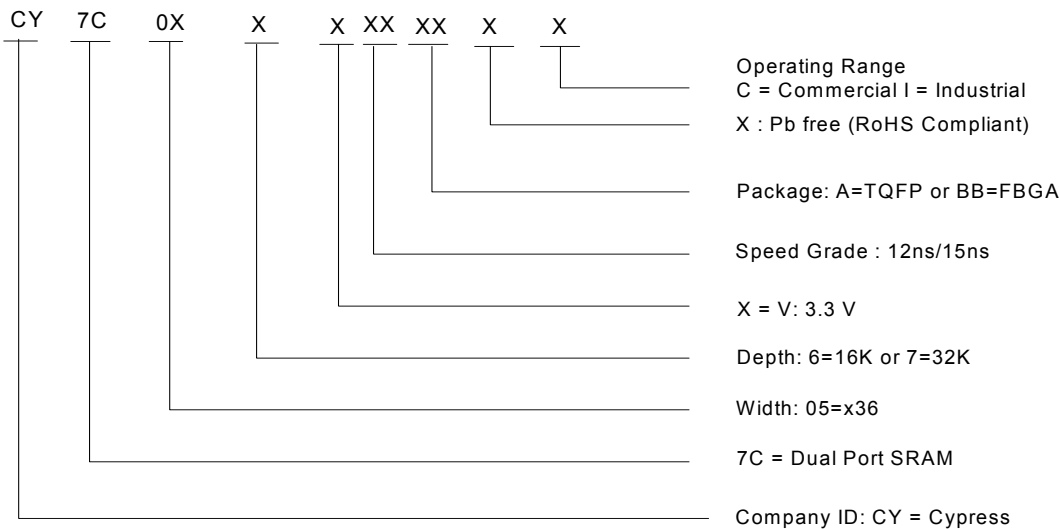 CY 7C 0X X X XX XX X X
Operating Range
C = Commercial I = Industrial
X : Pb free (RoHS Compliant)
Package: A=TQFP or BB=FBGA
Speed Grade : 12ns/15ns
X = V: 3.3 V
Depth: 6=16K or 7=32K
Width: 05=x36
7C = Dual Port SRAM
Company ID: CY = Cypress